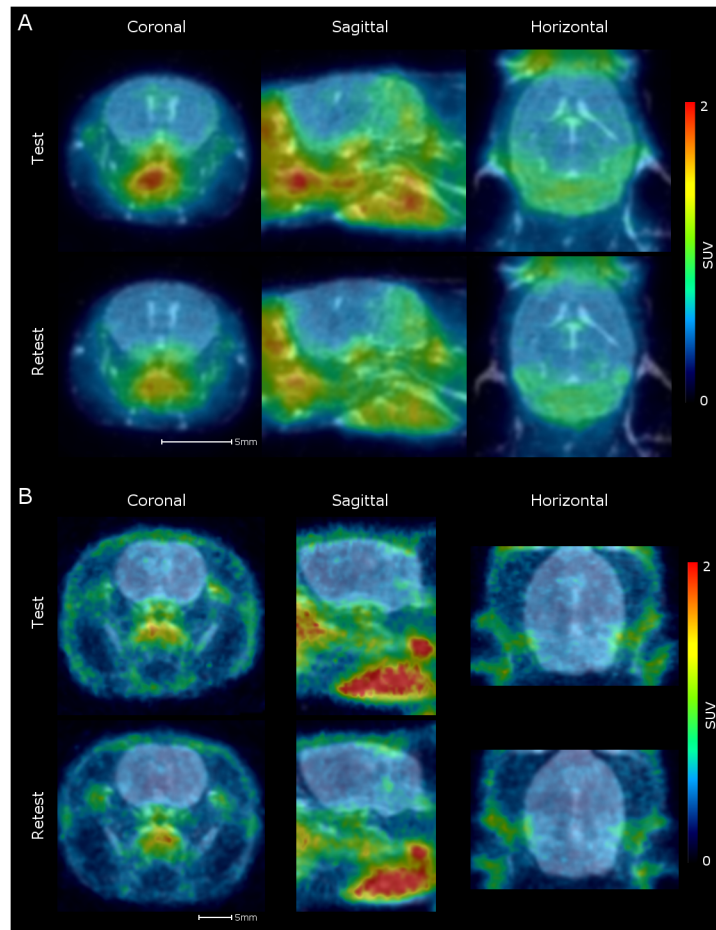 A
Coronal Sagittal Horizontal
Test
2
SUV
Retest
0
5mm
B
Coronal Sagittal Horizontal
Test
2
SUV
Retest
0
5mm